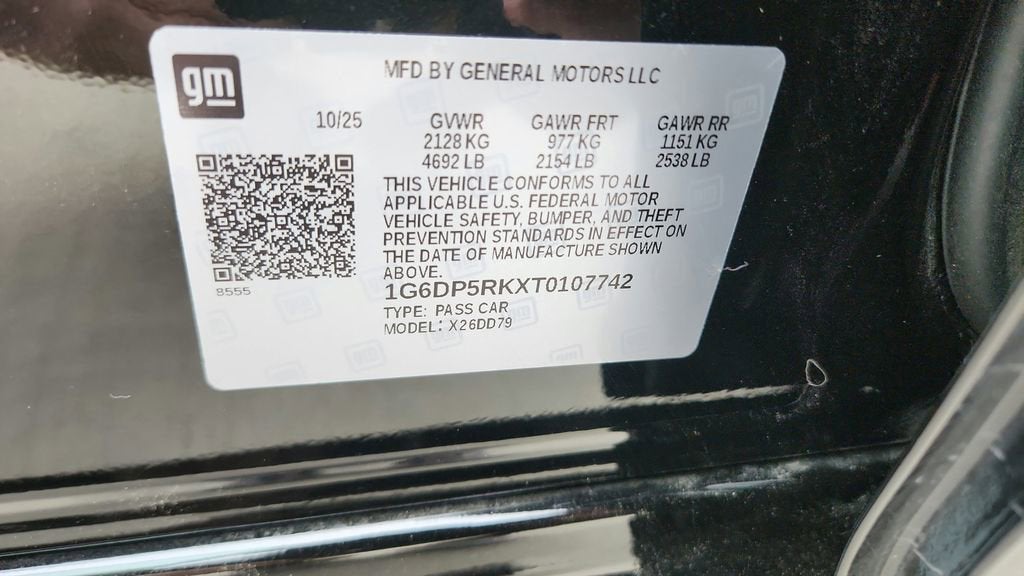 gm
MFD BY GENERAL MOTORS LLC
10/25 GVWR GAWR FRT GAWR RR
2128 KG 977 KG 1151 KG
4692 LB 2154 LB 2538 LB
THIS VEHICLE CONFORMS TO ALL
APPLICABLE U.S. FEDERAL MOTOR
VEHICLE SAFETY, BUMPER, AND THEFT
PREVENTION STANDARDS IN EFFECT ON
THE DATE OF MANUFACTURE SHOWN
ABOVE.
1G6DP5RKXT0107742
8555
TYPE: PASS CAR
MODEL: X26DD79